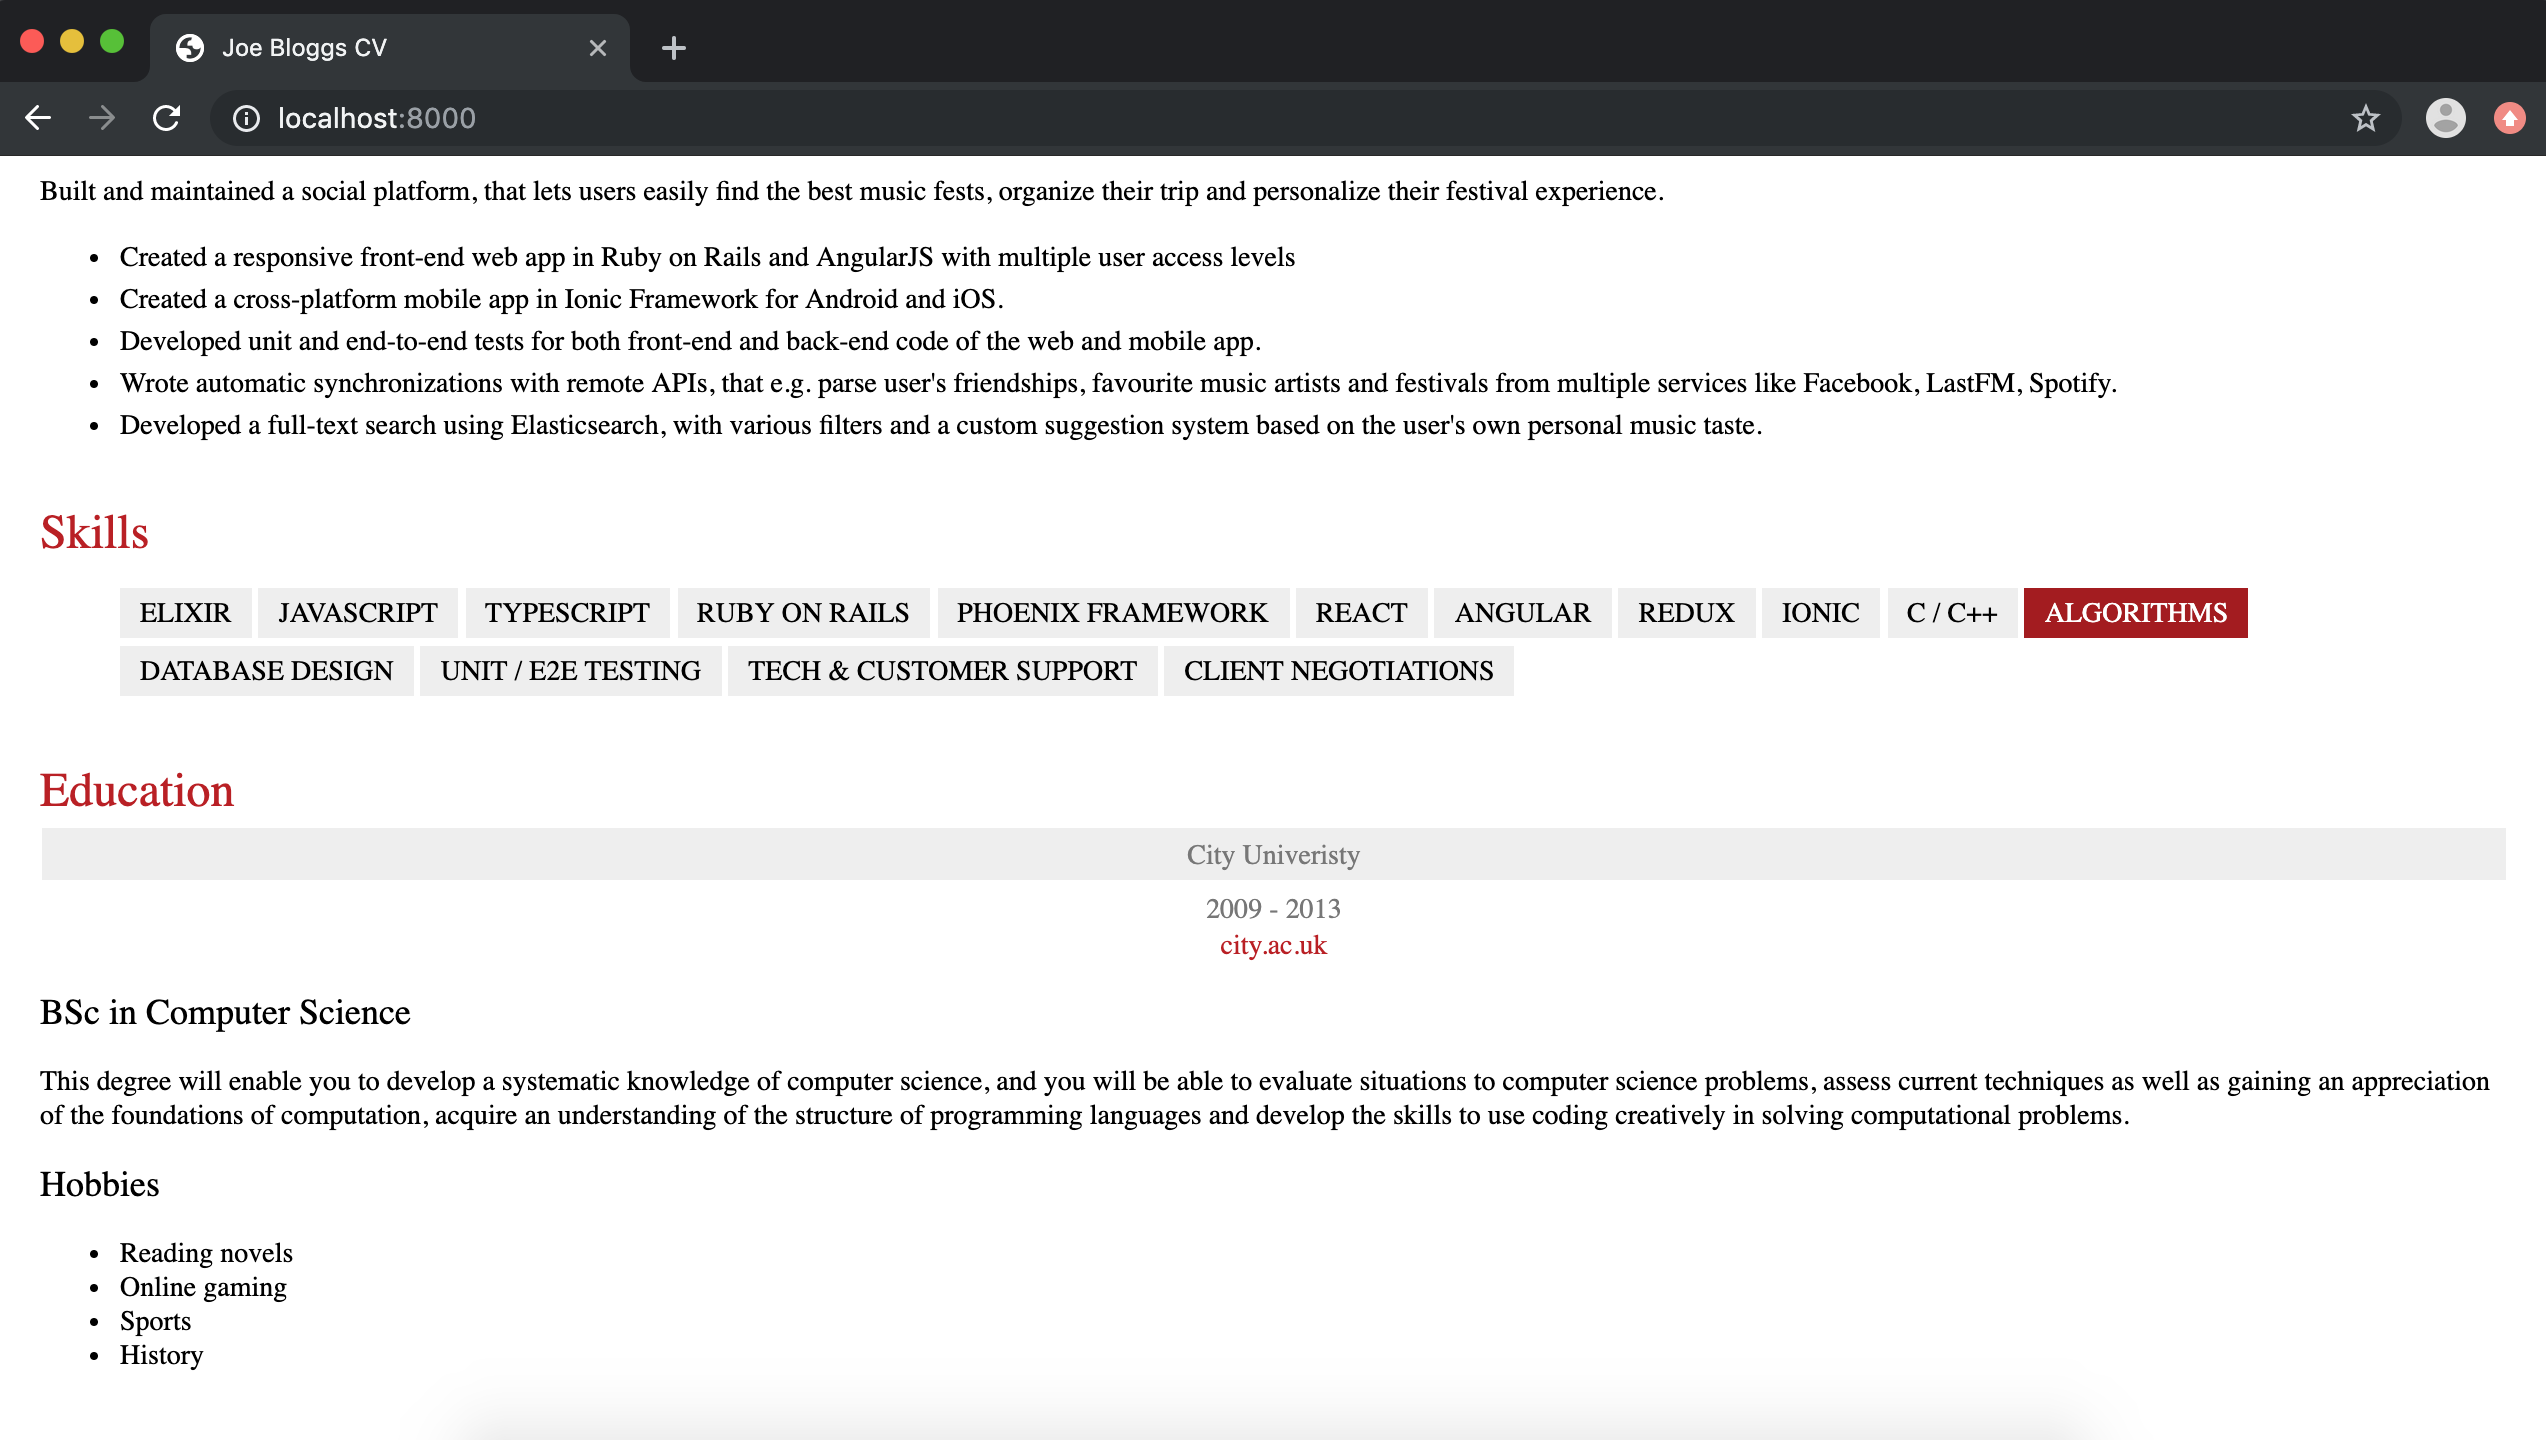 Joe Bloggs CV
localhost:8000
Built and maintained a social platform, that lets users easily find the best music fests, organize their trip and personalize their festival experience.
• Created a responsive front-end web app in Ruby on Rails and AngularJS with multiple user access levels
• Created a cross-platform mobile app in Ionic Framework for Android and iOS.
• Developed unit and end-to-end tests for both front-end and back-end code of the web and mobile app.
• Wrote automatic synchronizations with remote APIs, that e.g. parse user's friendships, favourite music artists and festivals from multiple services like Facebook, LastFM, Spotify.
• Developed a full-text search using Elasticsearch, with various filters and a custom suggestion system based on the user's own personal music taste.
Skills
ELIXIR JAVASCRIPT TYPESCRIPT RUBY ON RAILS PHOENIX FRAMEWORK REACT ANGULAR REDUX IONIC C / C++ ALGORITHMS
DATABASE DESIGN UNIT / E2E TESTING TECH & CUSTOMER SUPPORT CLIENT NEGOTIATIONS
Education
City Univeristy
2009 - 2013
city.ac.uk
BSc in Computer Science
This degree will enable you to develop a systematic knowledge of computer science, and you will be able to evaluate situations to computer science problems, assess current techniques as well as gaining an appreciation
of the foundations of computation, acquire an understanding of the structure of programming languages and develop the skills to use coding creatively in solving computational problems.
Hobbies
• Reading novels
• Online gaming
• Sports
• History